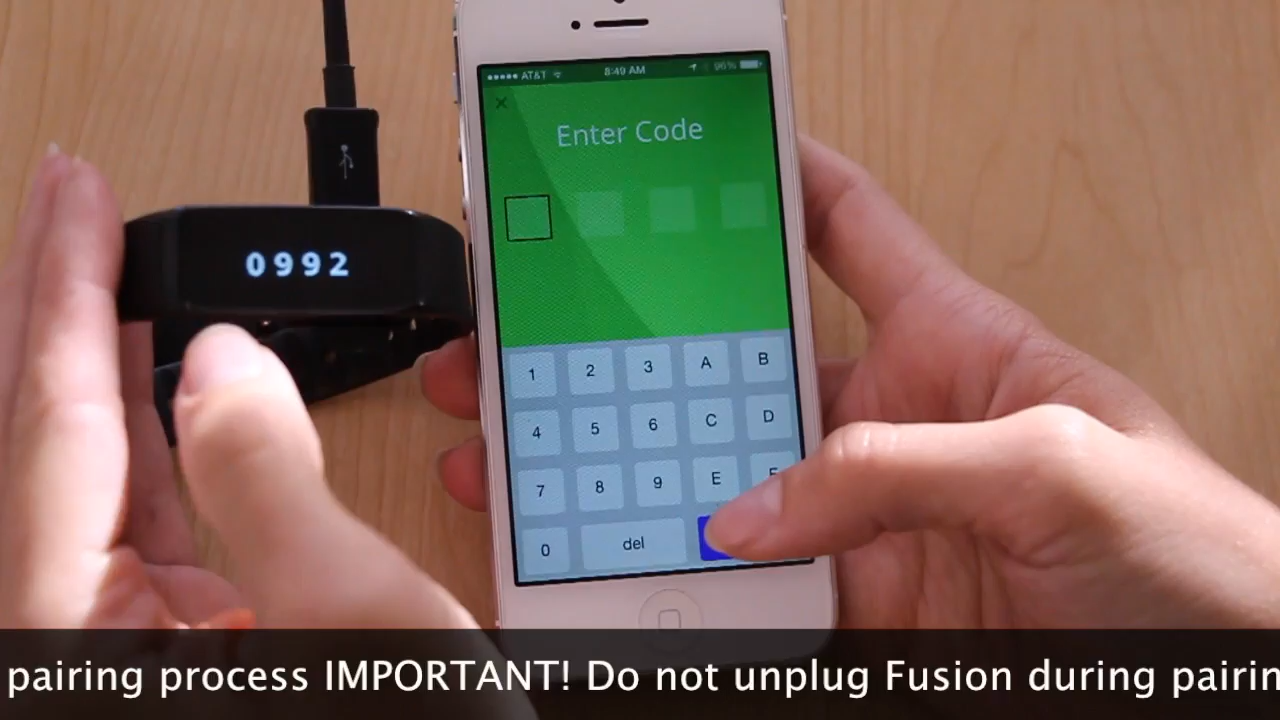 AT&T 8:49 AM 96%
Enter Code
0992
1 2 3 A B
4 5 6 C D
7 8 9 E F
0 del
pairing process IMPORTANT! Do not unplug Fusion during pairin